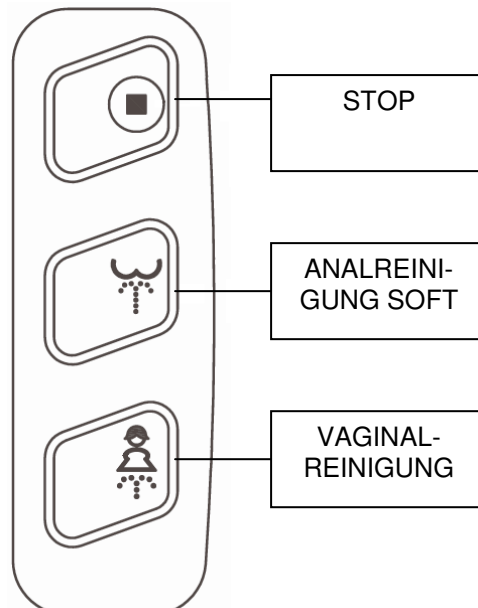 STOP
ANALREINI-
GUNG SOFT
VAGINAL-
REINIGUNG